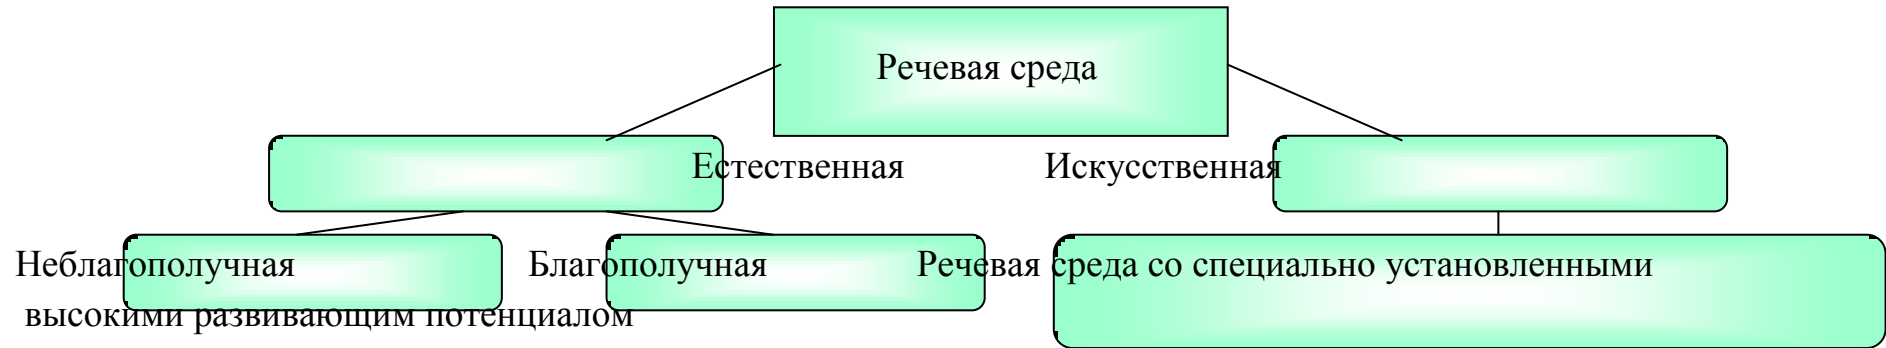 Речевая среда
Естественная Искусственная
Неблагополучная Благополучная Речевая среда со специально установленными
высокими развивающим потенциалом